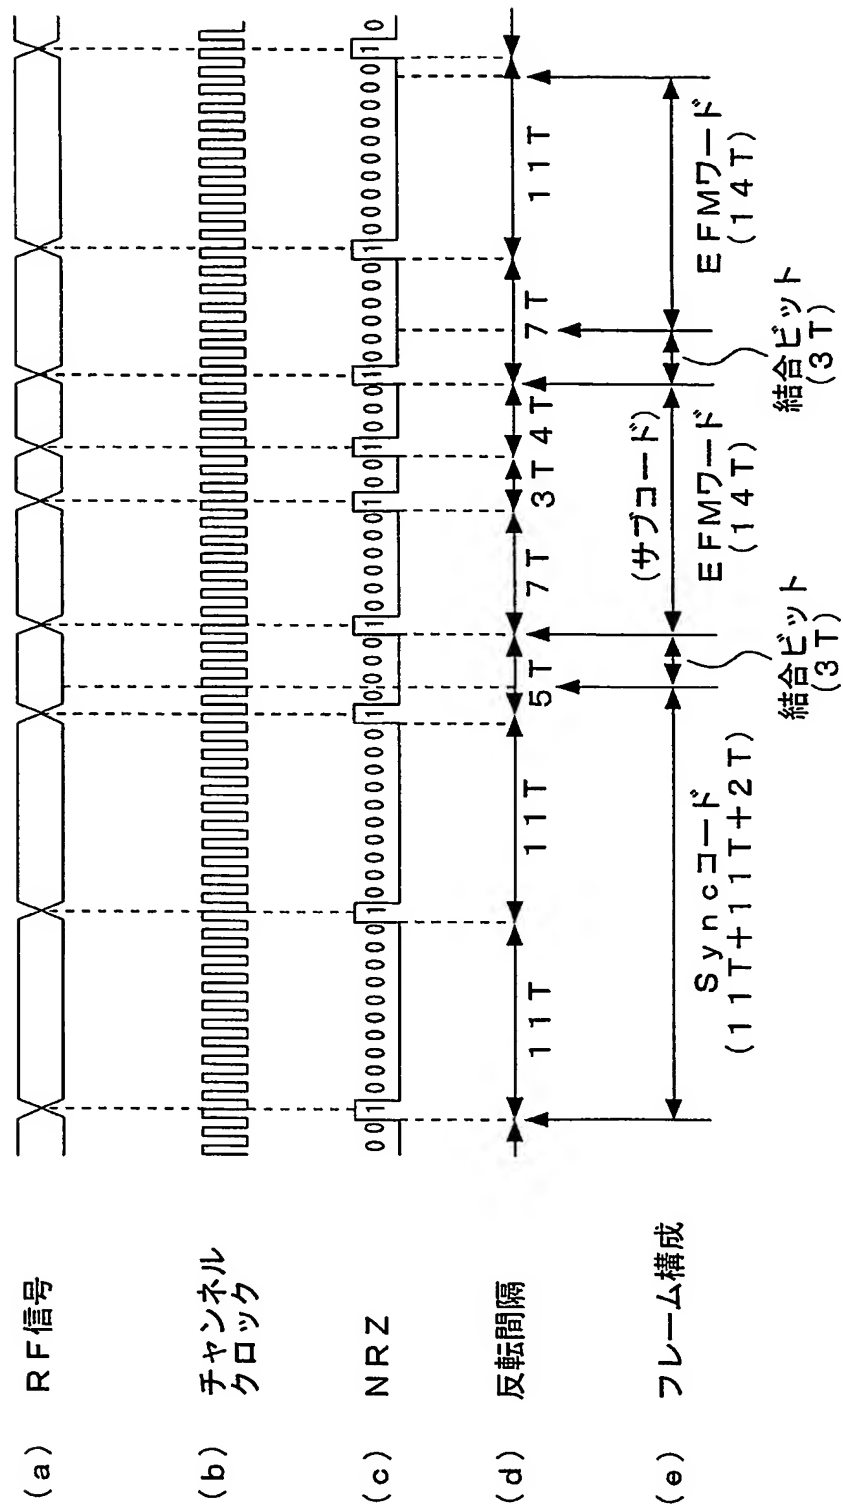 (a) RF信号
(b) チャンネル
クロック
(c) NRZ
001000000000010000000000100001000000100100010000001000000000010
(d) 反転間隔
11T 11T 5T 7T 3T 4T 7T 11T
(e) フレーム構成
Syncコード
(11T+11T+2T)
結合ビット
(3T)
(サブコード)
EFMワード
(14T)
結合ビット
(3T)
EFMワード
(14T)